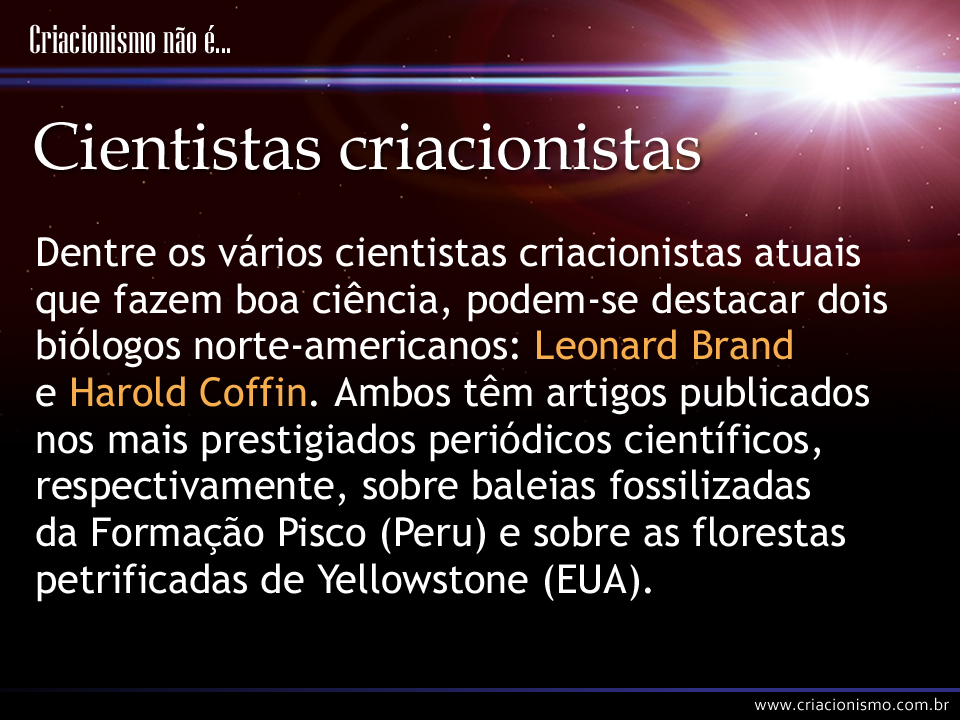 Criacionismo não é...
Cientistas criacionistas
Dentre os vários cientistas criacionistas atuais
que fazem boa ciência, podem-se destacar dois
biólogos norte-americanos: Leonard Brand
e Harold Coffin. Ambos têm artigos publicados
nos mais prestigiados periódicos científicos,
respectivamente, sobre baleias fossilizadas
da Formação Pisco (Peru) e sobre as florestas
petrificadas de Yellowstone (EUA).
www.criacionismo.com.br